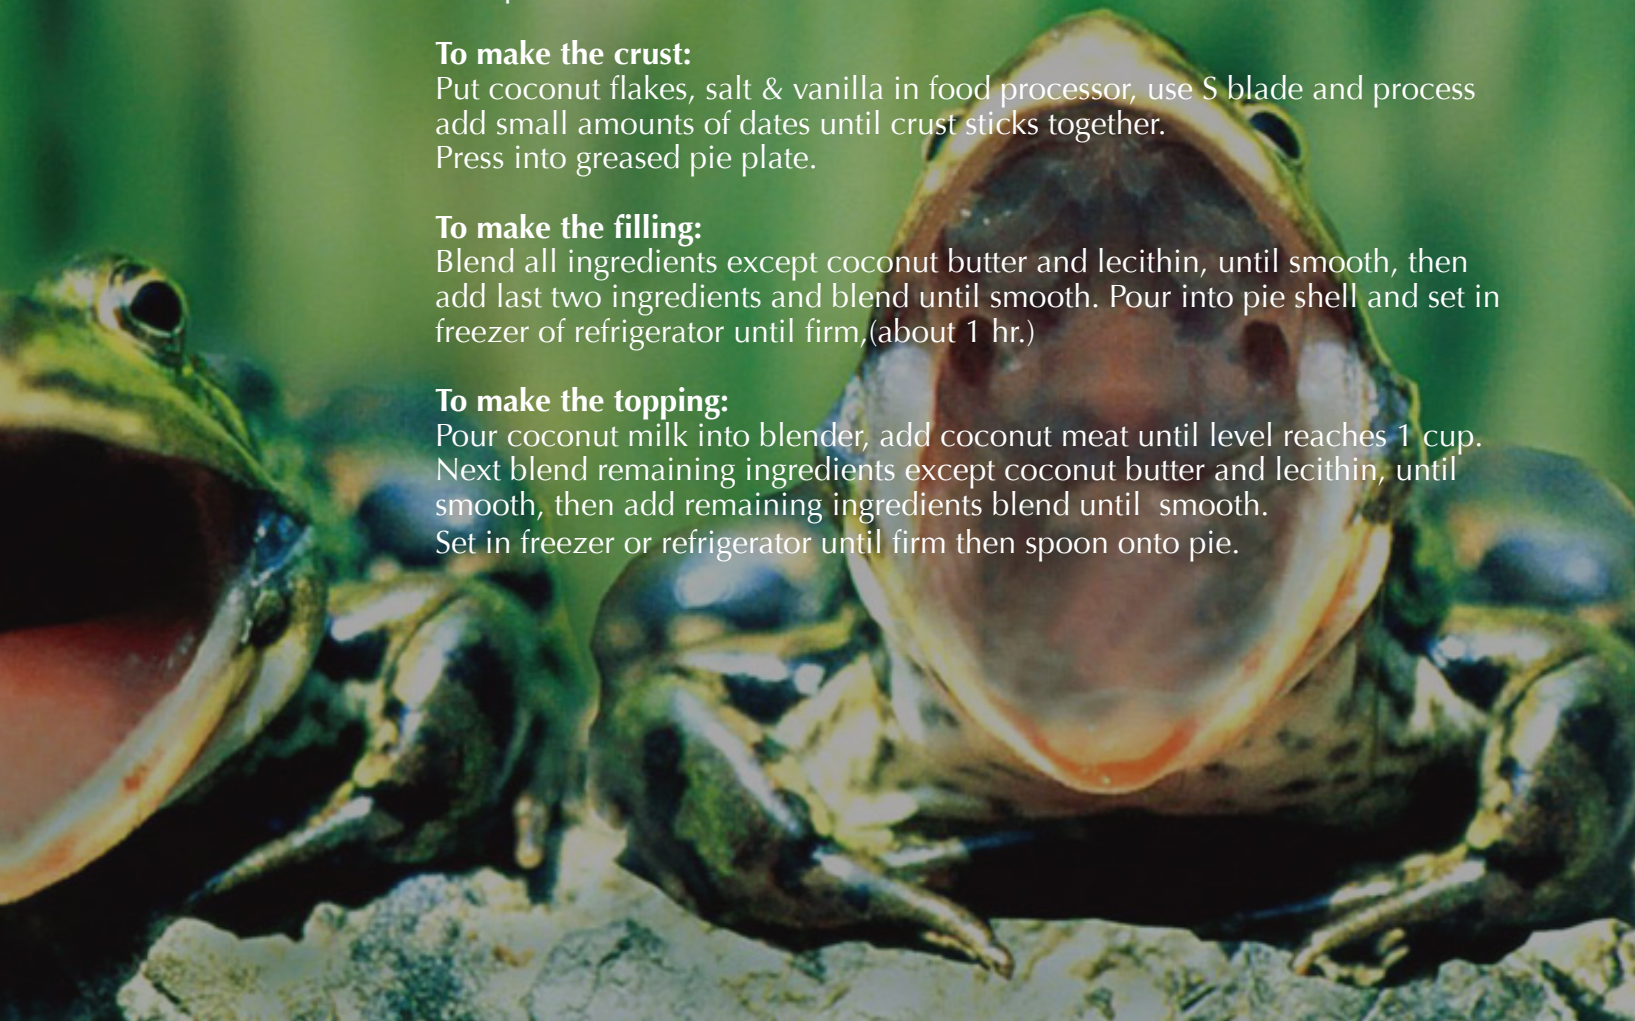 To make the crust:
Put coconut flakes, salt & vanilla in food processor, use S blade and process
add small amounts of dates until crust sticks together.
Press into greased pie plate.
To make the filling:
Blend all ingredients except coconut butter and lecithin, until smooth, then
add last two ingredients and blend until smooth. Pour into pie shell and set in
freezer of refrigerator until firm,(about 1 hr.)
To make the topping:
Pour coconut milk into blender, add coconut meat until level reaches 1 cup.
Next blend remaining ingredients except coconut butter and lecithin, until
smooth, then add remaining ingredients blend until  smooth.
Set in freezer or refrigerator until firm then spoon onto pie.